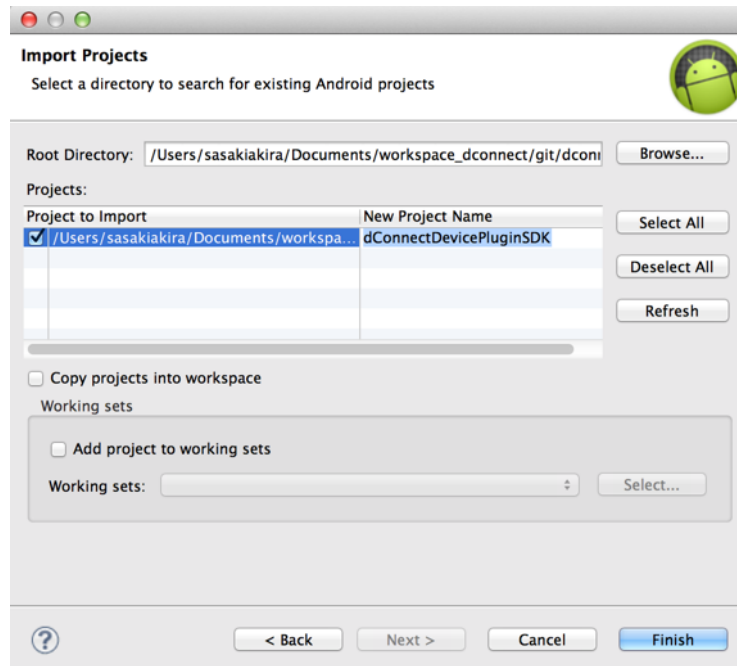 Import Projects
Select a directory to search for existing Android projects
Root Directory: /Users/sasakiakira/Documents/workspace_dconnect/git/dconn Browse...
Projects:
Project to Import New Project Name
/Users/sasakiakira/Documents/workspa... dConnectDevicePluginSDK
Select All
Deselect All
Refresh
Copy projects into workspace
Working sets
Add project to working sets
Working sets: Select...
? < Back Next > Cancel Finish